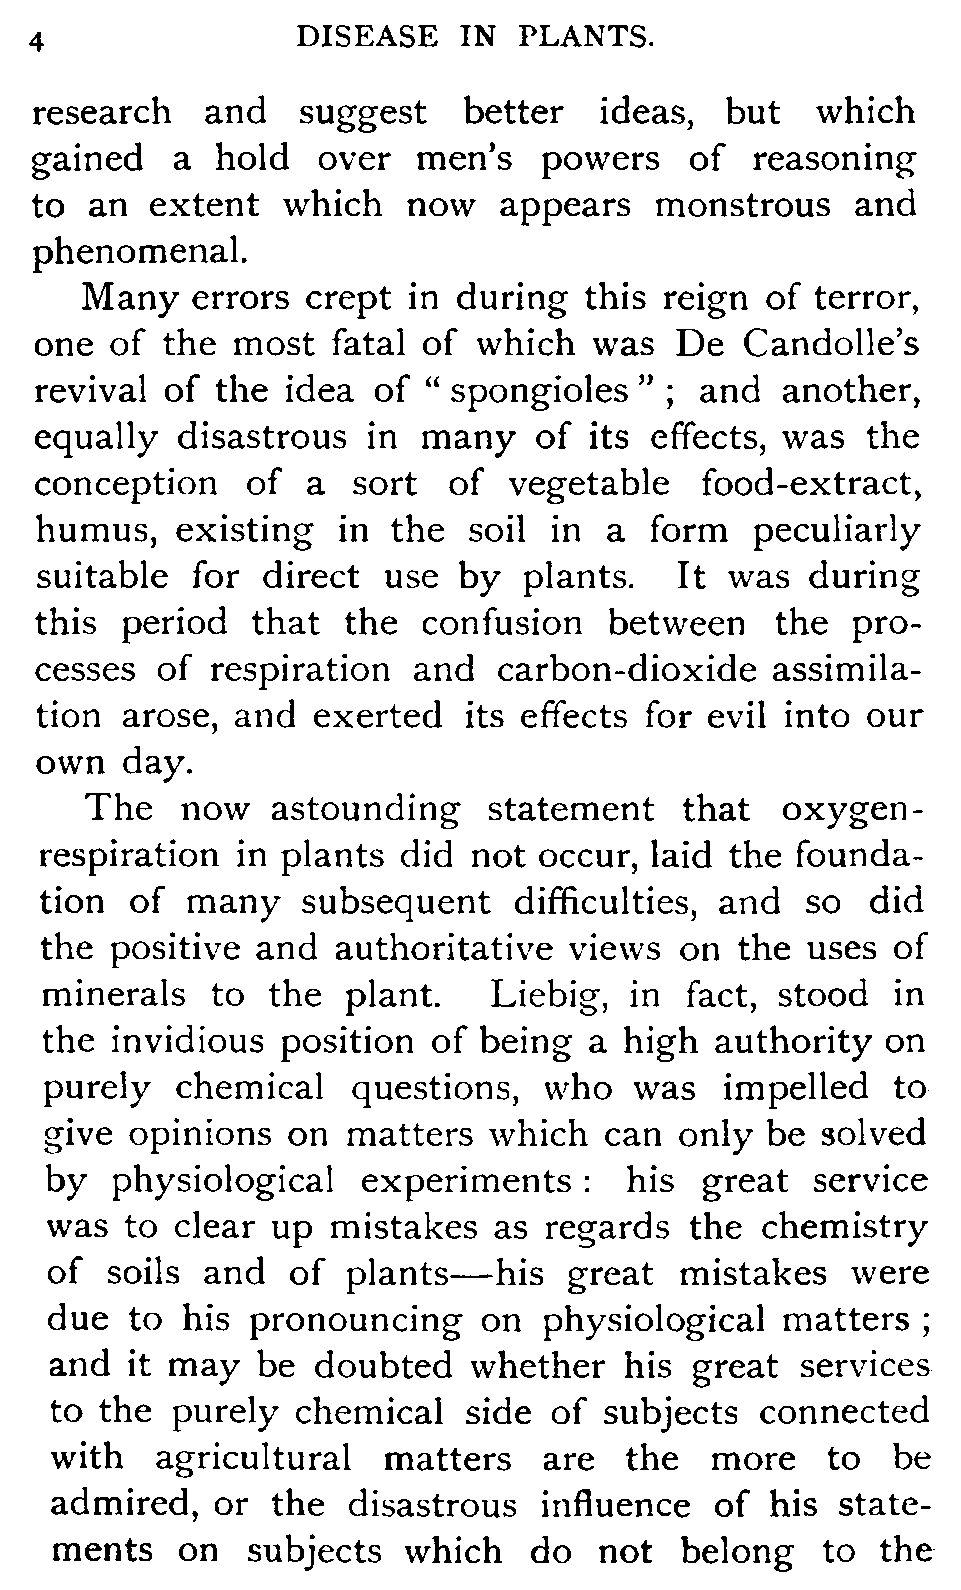 4 DISEASE IN PLANTS.
research and suggest better ideas, but which
gained a hold over men's powers of reasoning
to an extent which now appears monstrous and
phenomenal.
Many errors crept in during this reign of terror,
one of the most fatal of which was De Candolle's
revival of the idea of " spongioles " ; and another,
equally disastrous in many of its effects, was the
conception of a sort of vegetable food-extract,
humus, existing in the soil in a form peculiarly
suitable for direct use by plants. It was during
this period that the confusion between the pro-
cesses of respiration and carbon-dioxide assimila-
tion arose, and exerted its effects for evil into our
own day.
The now astounding statement that oxygen-
respiration in plants did not occur, laid the founda-
tion of many subsequent difficulties, and so did
the positive and authoritative views on the uses of
minerals to the plant. Liebig, in fact, stood in
the invidious position of being a high authority on
purely chemical questions, who was impelled to
give opinions on matters which can only be solved
by physiological experiments : his great service
was to clear up mistakes as regards the chemistry
of soils and of plants—his great mistakes were
due to his pronouncing on physiological matters ;
and it may be doubted whether his great services
to the purely chemical side of subjects connected
with agricultural matters are the more to be
admired, or the disastrous influence of his state-
ments on subjects which do not belong to the